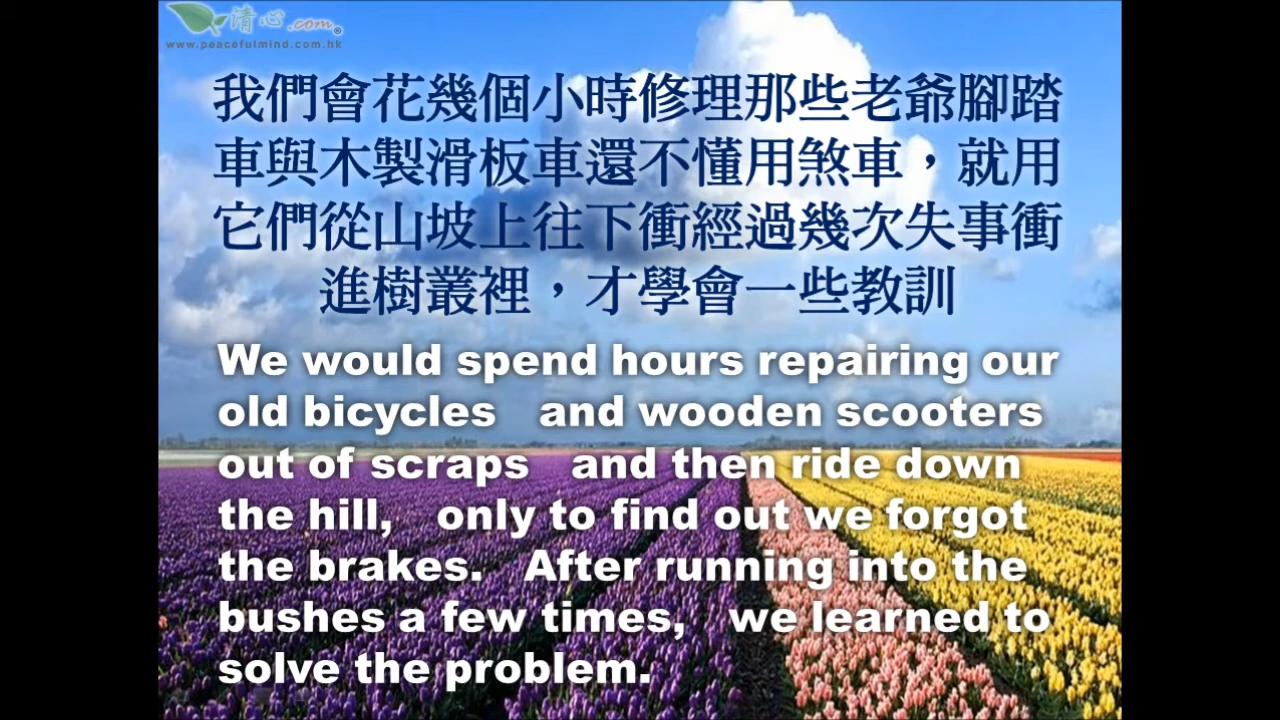 清心.com®
www.peacefulmind.com.hk
我們會花幾個小時修理那些老爺腳踏
車與木製滑板車還不懂用煞車，就用
它們從山坡上往下衝經過幾次失事衝
進樹叢裡，才學會一些教訓
We would spend hours repairing our
old bicycles and wooden scooters
out of scraps and then ride down
the hill, only to find out we forgot
the brakes. After running into the
bushes a few times, we learned to
solve the problem.